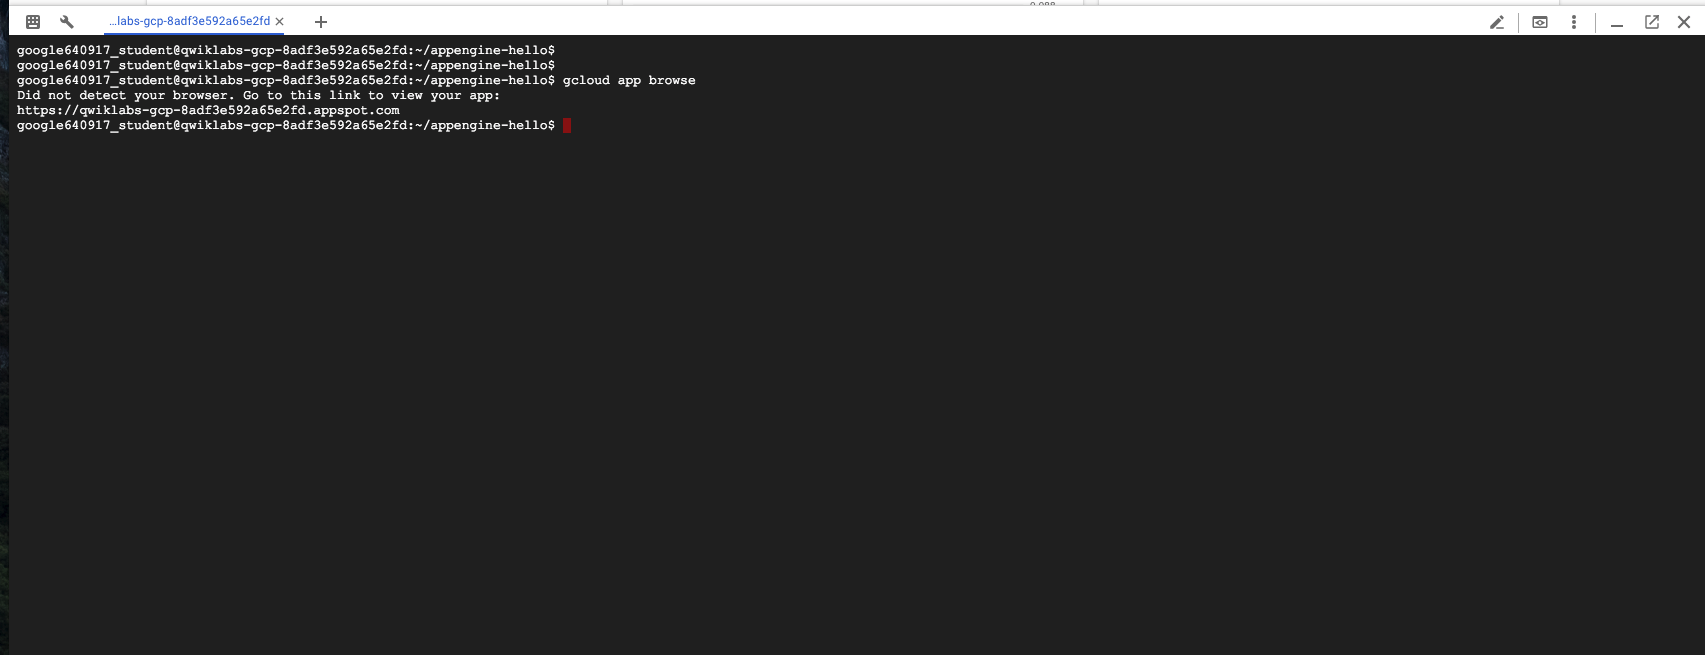 ...labs-gcp-8adf3e592a65e2fd
google640917_student@qwiklabs-gcp-8adf3e592a65e2fd:~/appengine-hello$
google640917_student@qwiklabs-gcp-8adf3e592a65e2fd:~/appengine-hello$
google640917_student@qwiklabs-gcp-8adf3e592a65e2fd:~/appengine-hello$ gcloud app browse
Did not detect your browser. Go to this link to view your app:
https://qwiklabs-gcp-8adf3e592a65e2fd.appspot.com
google640917_student@qwiklabs-gcp-8adf3e592a65e2fd:~/appengine-hello$